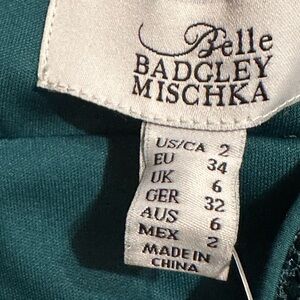 Belle
BADGLEY
MISCHKA
US/CA 2
EU 34
UK 6
GER 32
AUS 6
MEX 2
MADE IN
CHINA